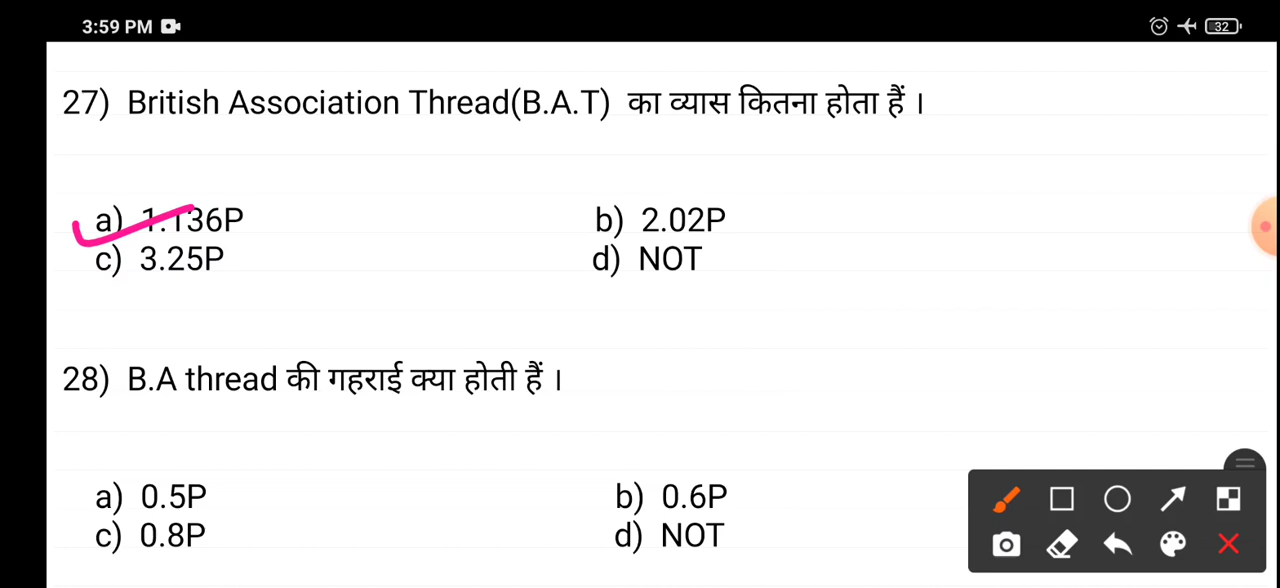 3:59 PM
32
27) British Association Thread(B.A.T) का व्यास कितना होता हैं ।
a) 1.136P b) 2.02P
c) 3.25P d) NOT
28) B.A thread की गहराई क्या होती हैं ।
a) 0.5P b) 0.6P
c) 0.8P d) NOT